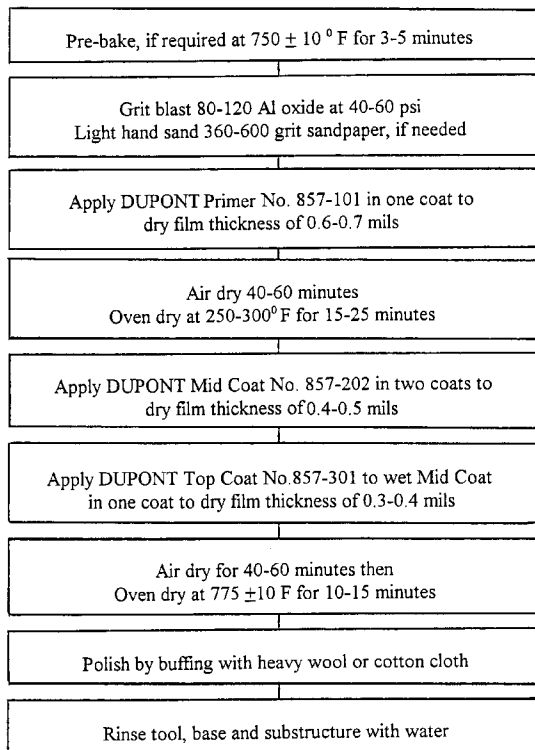 Pre-bake, if required at 750 ± 10 ⁰ F for 3-5 minutes
Grit blast 80-120 Al oxide at 40-60 psi
Light hand sand 360-600 grit sandpaper, if needed
Apply DUPONT Primer No. 857-101 in one coat to
dry film thickness of 0.6-0.7 mils
Air dry 40-60 minutes
Oven dry at 250-300⁰ F for 15-25 minutes
Apply DUPONT Mid Coat No. 857-202 in two coats to
dry film thickness of 0.4-0.5 mils
Apply DUPONT Top Coat No.857-301 to wet Mid Coat
in one coat to dry film thickness of 0.3-0.4 mils
Air dry for 40-60 minutes then
Oven dry at 775 ±10 F for 10-15 minutes
Polish by buffing with heavy wool or cotton cloth
Rinse tool, base and substructure with water